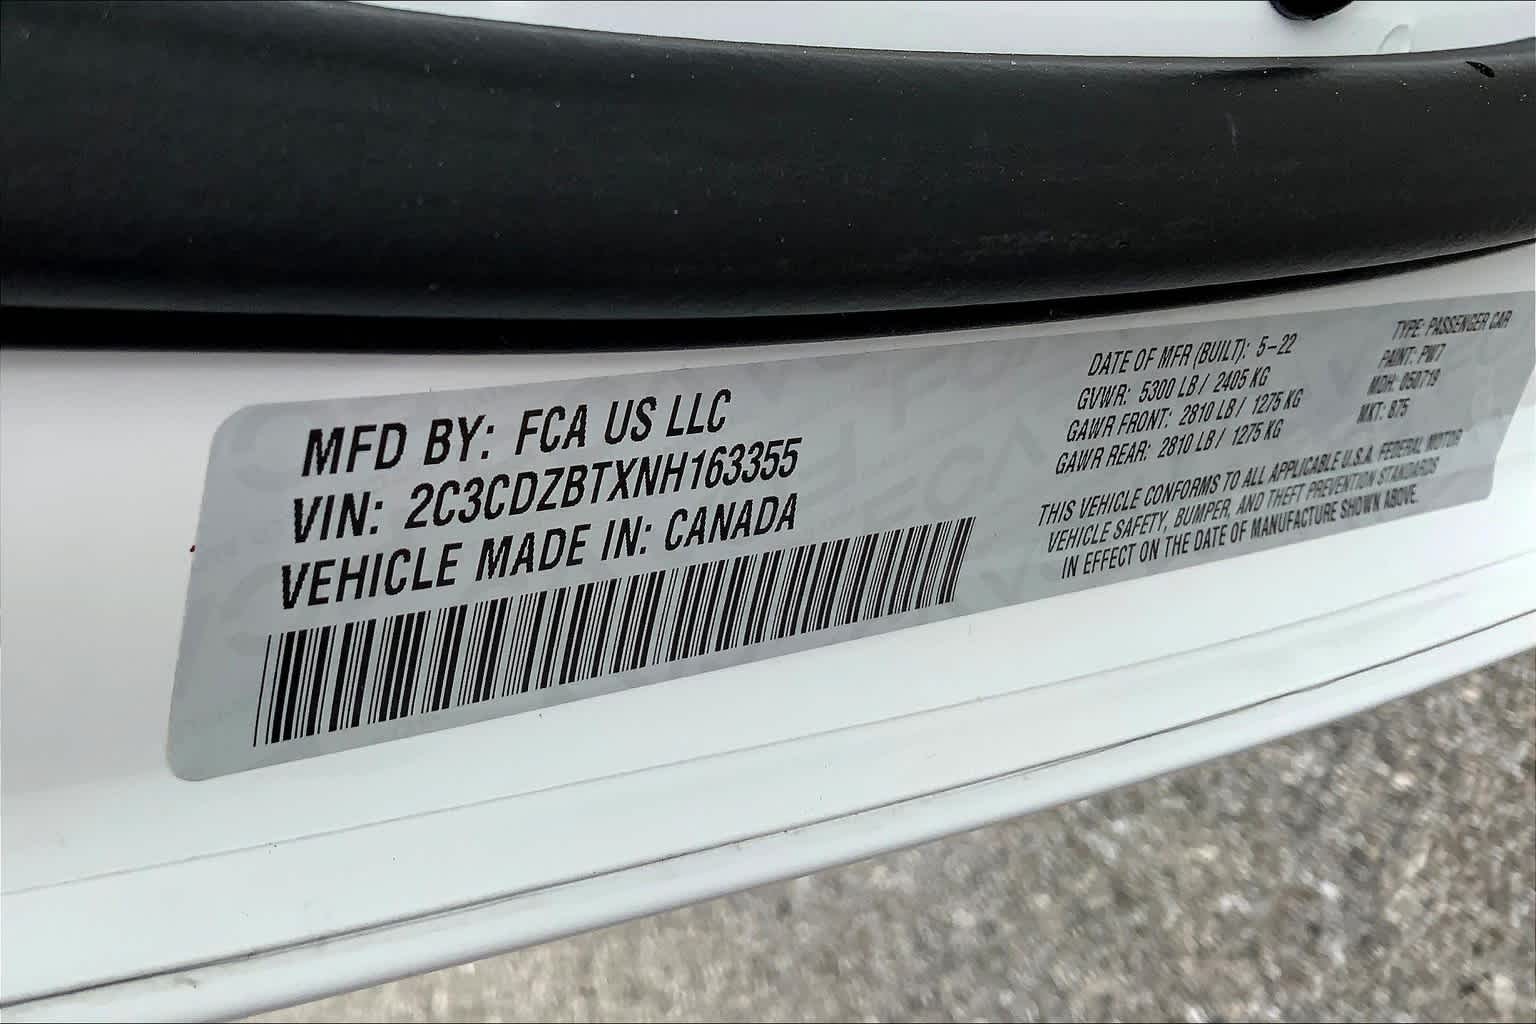 MFD BY: FCA US LLC
VIN: 2C3CDZBTXNH163355
VEHICLE MADE IN: CANADA
DATE OF MFR (BUILT): 5-22
GVWR: 5300 LB / 2405 KG
GAWR FRONT: 2810 LB / 1275 KG
GAWR REAR: 2810 LB / 1275 KG
TYPE: PASSENGER CAR
PAINT: PW7
MDH: 050719
MKT: B75
THIS VEHICLE CONFORMS TO ALL APPLICABLE U.S.A. FEDERAL MOTOR
VEHICLE SAFETY, BUMPER, AND THEFT PREVENTION STANDARDS
IN EFFECT ON THE DATE OF MANUFACTURE SHOWN ABOVE.